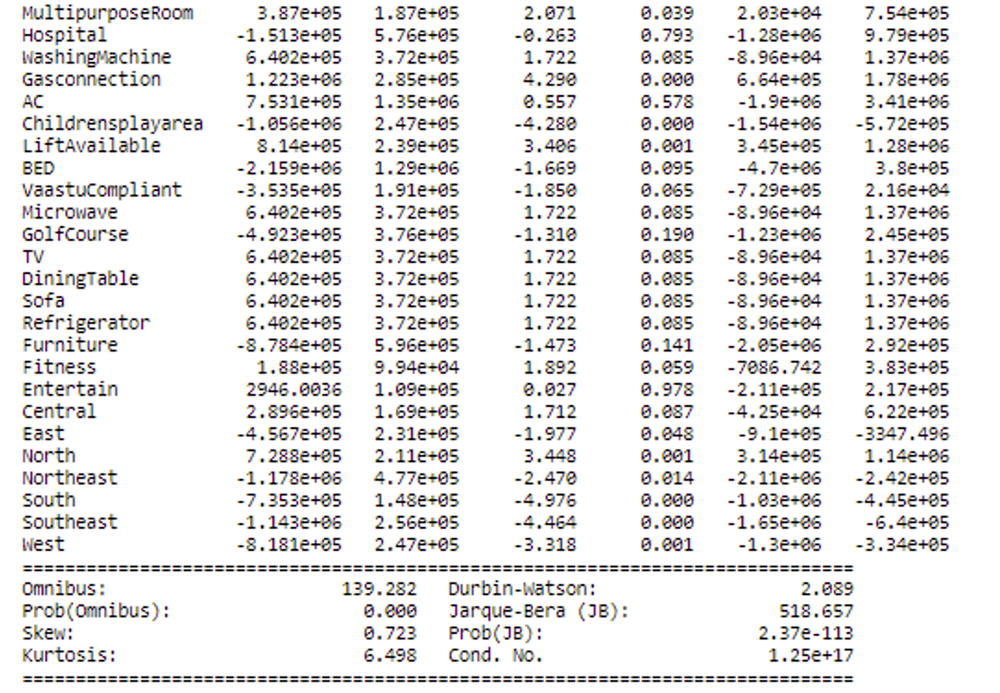 MultipurposeRoom 3.87e+05 1.87e+05 2.071 0.039 2.03e+04 7.54e+05
Hospital -1.513e+05 5.76e+05 -0.263 0.793 -1.28e+06 9.79e+05
WashingMachine 6.402e+05 3.72e+05 1.722 0.085 -8.96e+04 1.37e+06
Gasconnection 1.223e+06 2.85e+05 4.290 0.000 6.64e+05 1.78e+06
AC 7.531e+05 1.35e+06 0.557 0.578 -1.9e+06 3.41e+06
Childrensplayarea -1.056e+06 2.47e+05 -4.280 0.000 -1.54e+06 -5.72e+05
LiftAvailable 8.14e+05 2.39e+05 3.406 0.001 3.45e+05 1.28e+06
BED -2.159e+06 1.29e+06 -1.669 0.095 -4.7e+06 3.8e+05
VaastuCompliant -3.535e+05 1.91e+05 -1.850 0.065 -7.29e+05 2.16e+04
Microwave 6.402e+05 3.72e+05 1.722 0.085 -8.96e+04 1.37e+06
GolfCourse -4.923e+05 3.76e+05 -1.310 0.190 -1.23e+06 2.45e+05
TV 6.402e+05 3.72e+05 1.722 0.085 -8.96e+04 1.37e+06
DiningTable 6.402e+05 3.72e+05 1.722 0.085 -8.96e+04 1.37e+06
Sofa 6.402e+05 3.72e+05 1.722 0.085 -8.96e+04 1.37e+06
Refrigerator 6.402e+05 3.72e+05 1.722 0.085 -8.96e+04 1.37e+06
Furniture -8.784e+05 5.96e+05 -1.473 0.141 -2.05e+06 2.92e+05
Fitness 1.88e+05 9.94e+04 1.892 0.059 -7086.742 3.83e+05
Entertain 2946.0036 1.09e+05 0.027 0.978 -2.11e+05 2.17e+05
Central 2.896e+05 1.69e+05 1.712 0.087 -4.25e+04 6.22e+05
East -4.567e+05 2.31e+05 -1.977 0.048 -9.1e+05 -3347.496
North 7.288e+05 2.11e+05 3.448 0.001 3.14e+05 1.14e+06
Northeast -1.178e+06 4.77e+05 -2.470 0.014 -2.11e+06 -2.42e+05
South -7.353e+05 1.48e+05 -4.976 0.000 -1.03e+06 -4.45e+05
Southeast -1.143e+06 2.56e+05 -4.464 0.000 -1.65e+06 -6.4e+05
West -8.181e+05 2.47e+05 -3.318 0.001 -1.3e+06 -3.34e+05
==============================================================================
Omnibus: 139.282 Durbin-Watson: 2.089
Prob(Omnibus): 0.000 Jarque-Bera (JB): 518.657
Skew: 0.723 Prob(JB): 2.37e-113
Kurtosis: 6.498 Cond. No. 1.25e+17
==============================================================================